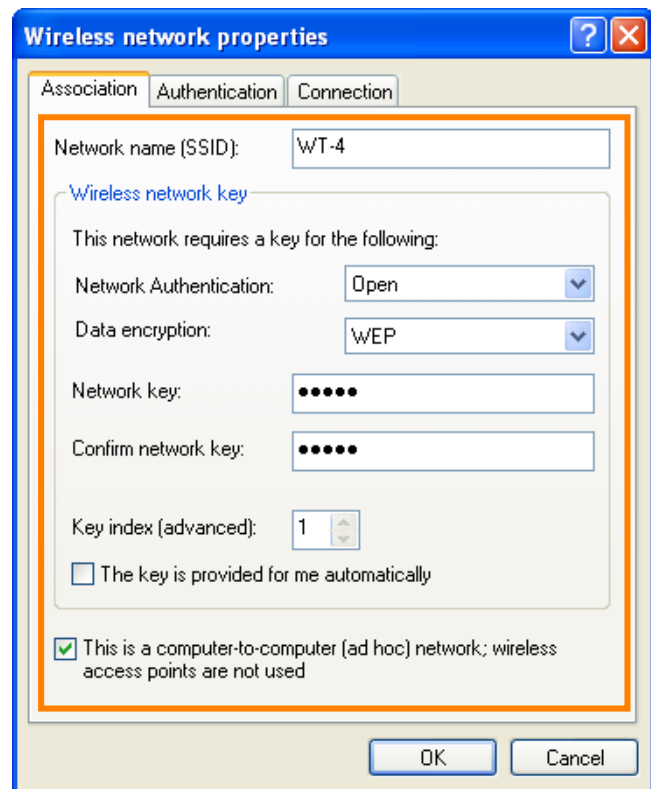 Wireless network properties
Association Authentication Connection
Network name (SSID): WT-4
Wireless network key
This network requires a key for the following:
Network Authentication: Open
Data encryption: WEP
Network key: •••••
Confirm network key: •••••
Key index (advanced): 1
The key is provided for me automatically
This is a computer-to-computer (ad hoc) network; wireless
access points are not used
OK Cancel